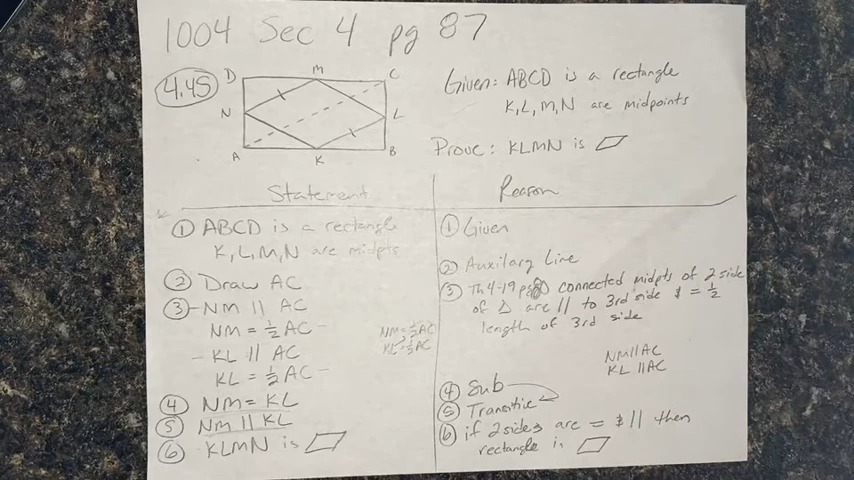 1004 Sec 4 pg 87
4.45
D M C
N L
A K B
Given: ABCD is a rectangle
K, L, M, N are midpoints
Prove: KLMN is ▱
Statement Reason
① ABCD is a rectangle
K, L, M, N are midpts
① Given
② Draw AC
② Auxilary Line
③ NM || AC
NM = 1/2 AC
KL || AC
KL = 1/2 AC
③ Th 4-19 pg connected midpts of 2 side
of △ are || to 3rd side & = 1/2
length of 3rd side
NM = 1/2 AC
KL = 1/2 AC
NM || AC
KL || AC
④ NM = KL
④ Sub
⑤ NM || KL
⑤ Transitive
⑥ KLMN is ▱
⑥ if 2 sides are = & || then
rectangle is ▱